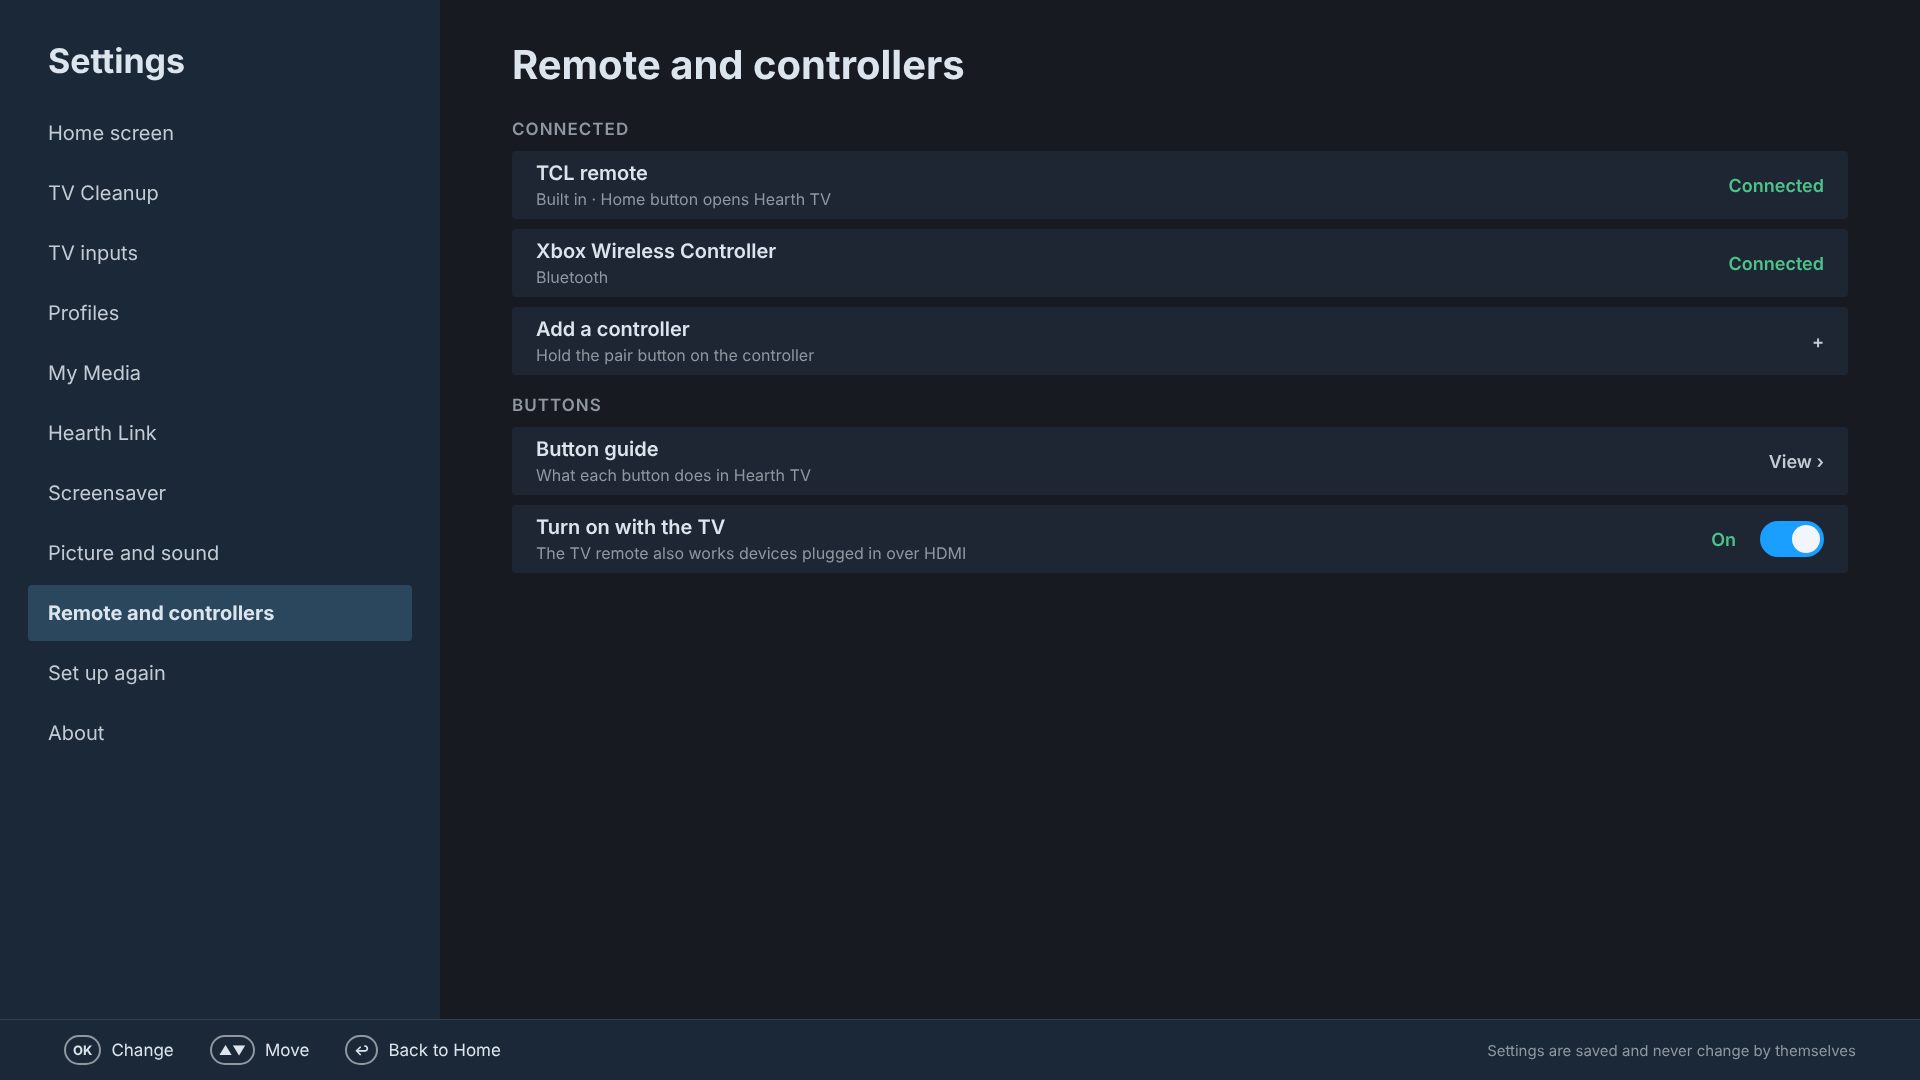 Settings
Home screen
TV Cleanup
TV inputs
Profiles
My Media
Hearth Link
Screensaver
Picture and sound
Remote and controllers
Set up again
About
Remote and controllers
CONNECTED
TCL remote
Built in · Home button opens Hearth TV
Connected
Xbox Wireless Controller
Bluetooth
Connected
Add a controller
Hold the pair button on the controller
+
BUTTONS
Button guide
What each button does in Hearth TV
View ›
Turn on with the TV
The TV remote also works devices plugged in over HDMI
On
OK Change ▲▼ Move ↩ Back to Home
Settings are saved and never change by themselves